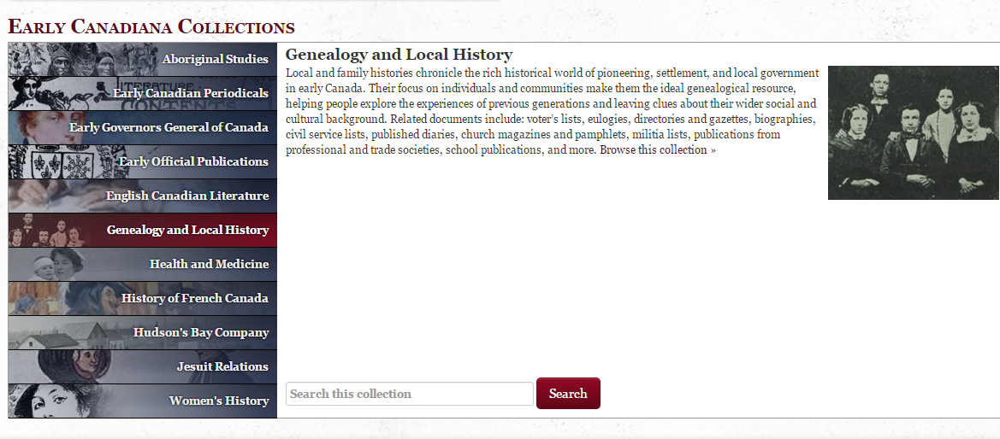 Early Canadiana Collections
Aboriginal Studies
Early Canadian Periodicals
LITERATURE
CONTENTS
Early Governors General of Canada
Early Official Publications
English Canadian Literature
Genealogy and Local History
Health and Medicine
History of French Canada
Hudson's Bay Company
Jesuit Relations
Women's History
Genealogy and Local History
Local and family histories chronicle the rich historical world of pioneering, settlement, and local government
in early Canada. Their focus on individuals and communities make them the ideal genealogical resource,
helping people explore the experiences of previous generations and leaving clues about their wider social and
cultural background. Related documents include: voter's lists, eulogies, directories and gazettes, biographies,
civil service lists, published diaries, church magazines and pamphlets, militia lists, publications from
professional and trade societies, school publications, and more. Browse this collection »
Search this collection
Search